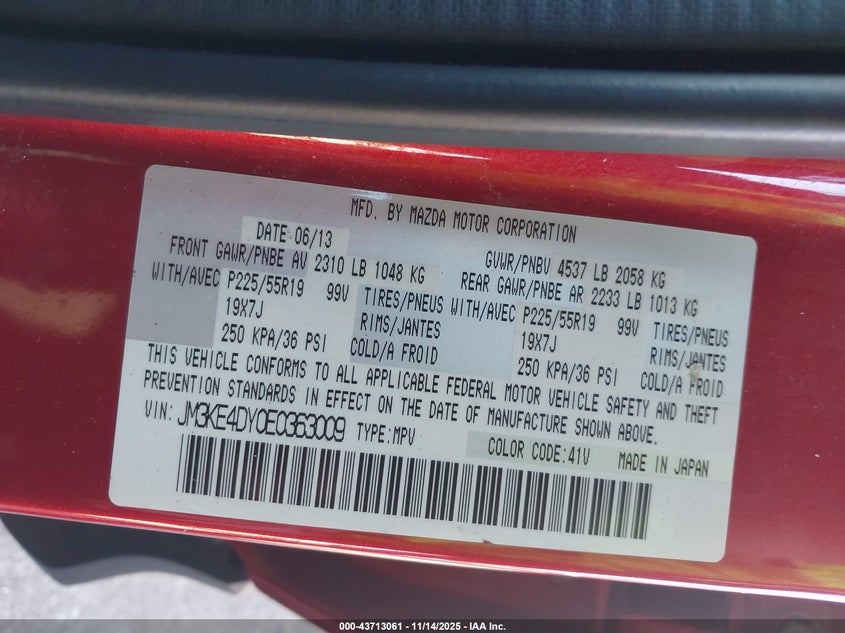 MFD. BY MAZDA MOTOR CORPORATION
DATE 06/13
GVWR/PNBV 4537 LB 2058 KG
FRONT GAWR/PNBE AV 2310 LB 1048 KG
REAR GAWR/PNBE AR 2233 LB 1013 KG
WITH/AVEC P225/55R19 99V TIRES/PNEUS
19X7J RIMS/JANTES
250 KPA/36 PSI COLD/A FROID
WITH/AVEC P225/55R19 99V TIRES/PNEUS
19X7J RIMS/JANTES
250 KPA/36 PSI COLD/A FROID
THIS VEHICLE CONFORMS TO ALL APPLICABLE FEDERAL MOTOR VEHICLE SAFETY AND THEFT
PREVENTION STANDARDS IN EFFECT ON THE DATE OF MANUFACTURE SHOWN ABOVE.
VIN: JM3KE4DY0E0363009 TYPE:MPV
COLOR CODE:41V MADE IN JAPAN
000-43713061 - 11/14/2025 - IAA Inc.